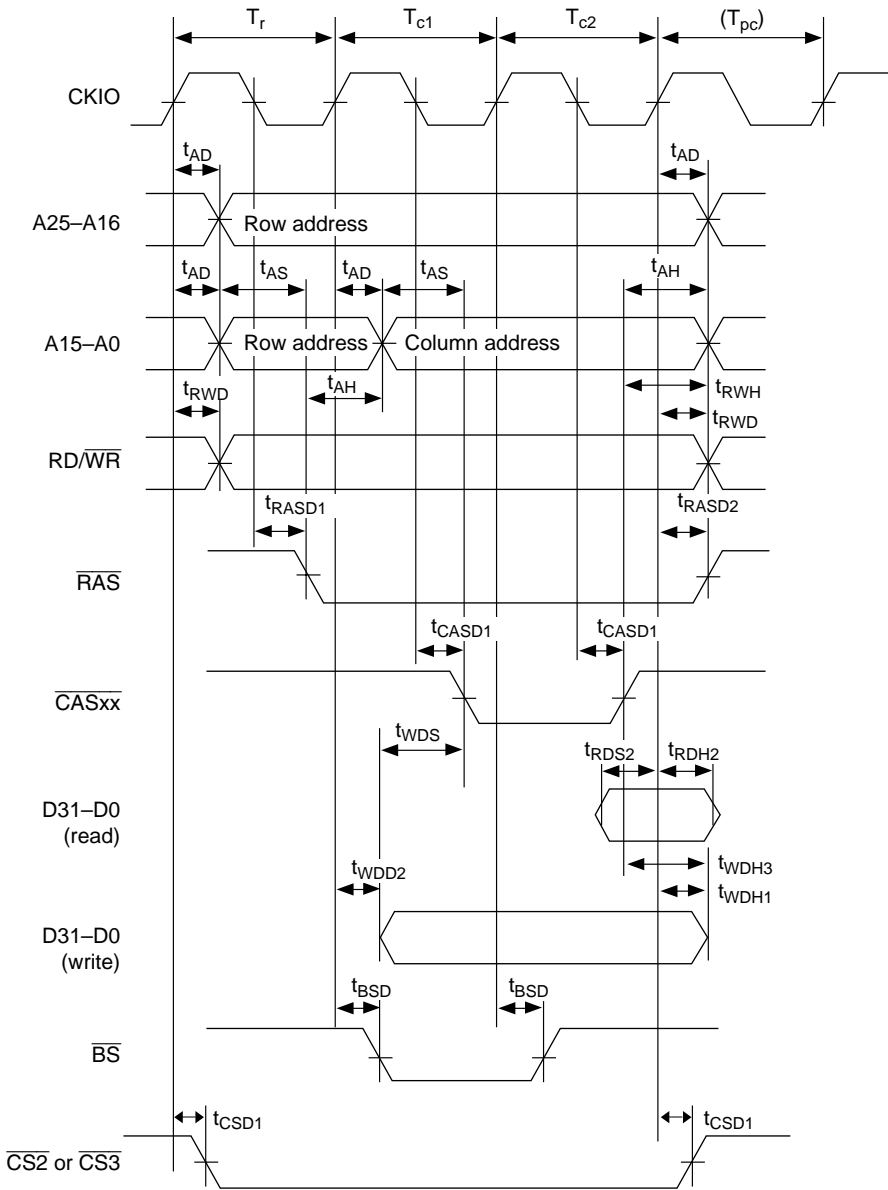 Tr Tc1 Tc2 (Tpc)
CKIO
tAD tAD
A25–A16 Row address
tAD tAS tAD tAS tAH
A15–A0 Row address Column address
tRWD tAH tRWH
tRWD
RD/WR
tRASD1 tRASD2
RAS
tCASD1 tCASD1
CASxx
tWDS tRDS2 tRDH2
D31–D0
(read)
tWDD2 tWDH3
tWDH1
D31–D0
(write)
tBSD tBSD
BS
tCSD1 tCSD1
CS2 or CS3